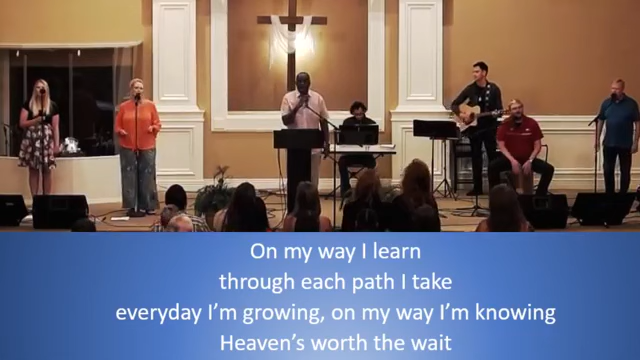 On my way I learn
through each path I take
everyday I’m growing, on my way I’m knowing
Heaven’s worth the wait